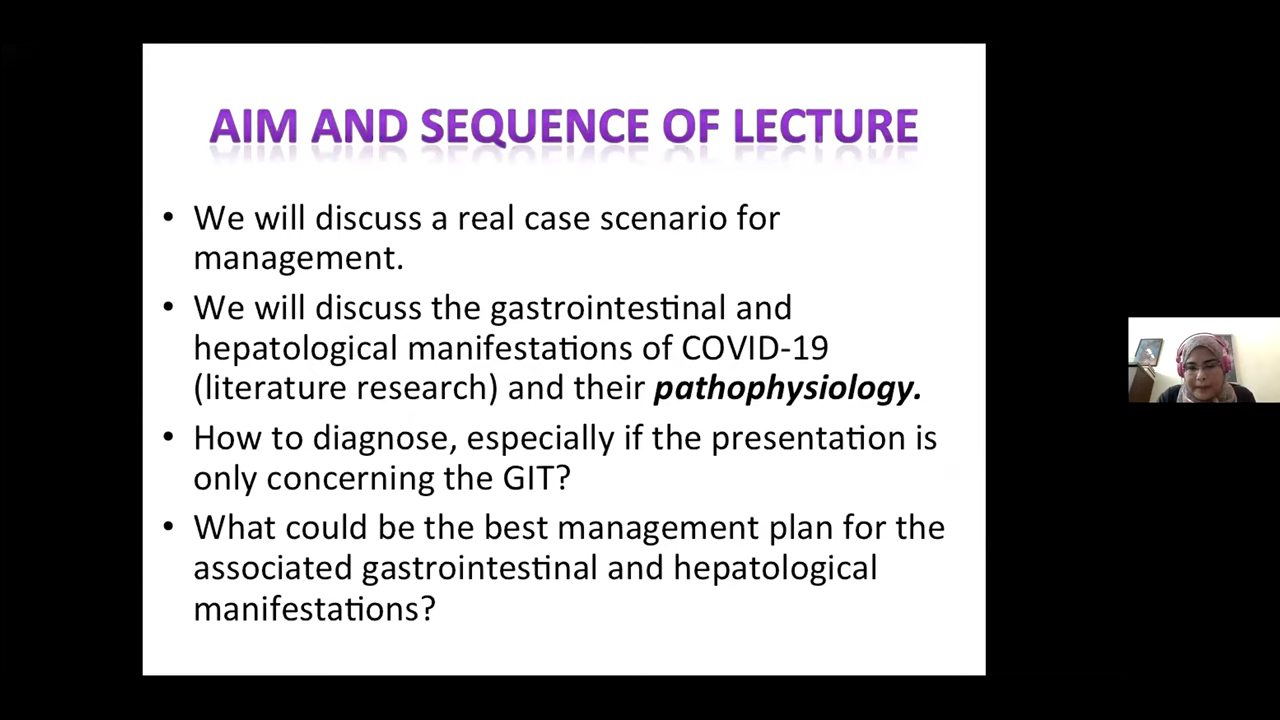 AIM AND SEQUENCE OF LECTURE
• We will discuss a real case scenario for
management.
• We will discuss the gastrointestinal and
hepatological manifestations of COVID-19
(literature research) and their pathophysiology.
• How to diagnose, especially if the presentation is
only concerning the GIT?
• What could be the best management plan for the
associated gastrointestinal and hepatological
manifestations?